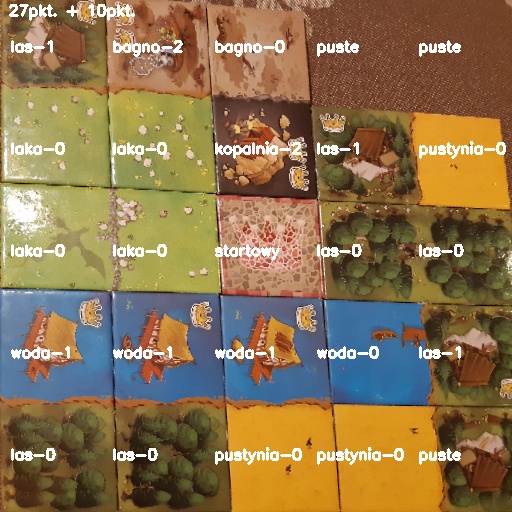 27pkt. + 10pkt.
las-1 bagno-2 bagno-0 puste puste
laka-0 laka-0 kopalnia-2 las-1 pustynia-0
laka-0 laka-0 startowy las-0 las-0
woda-1 woda-1 woda-1 woda-0 las-1
las-0 las-0 pustynia-0 pustynia-0 puste